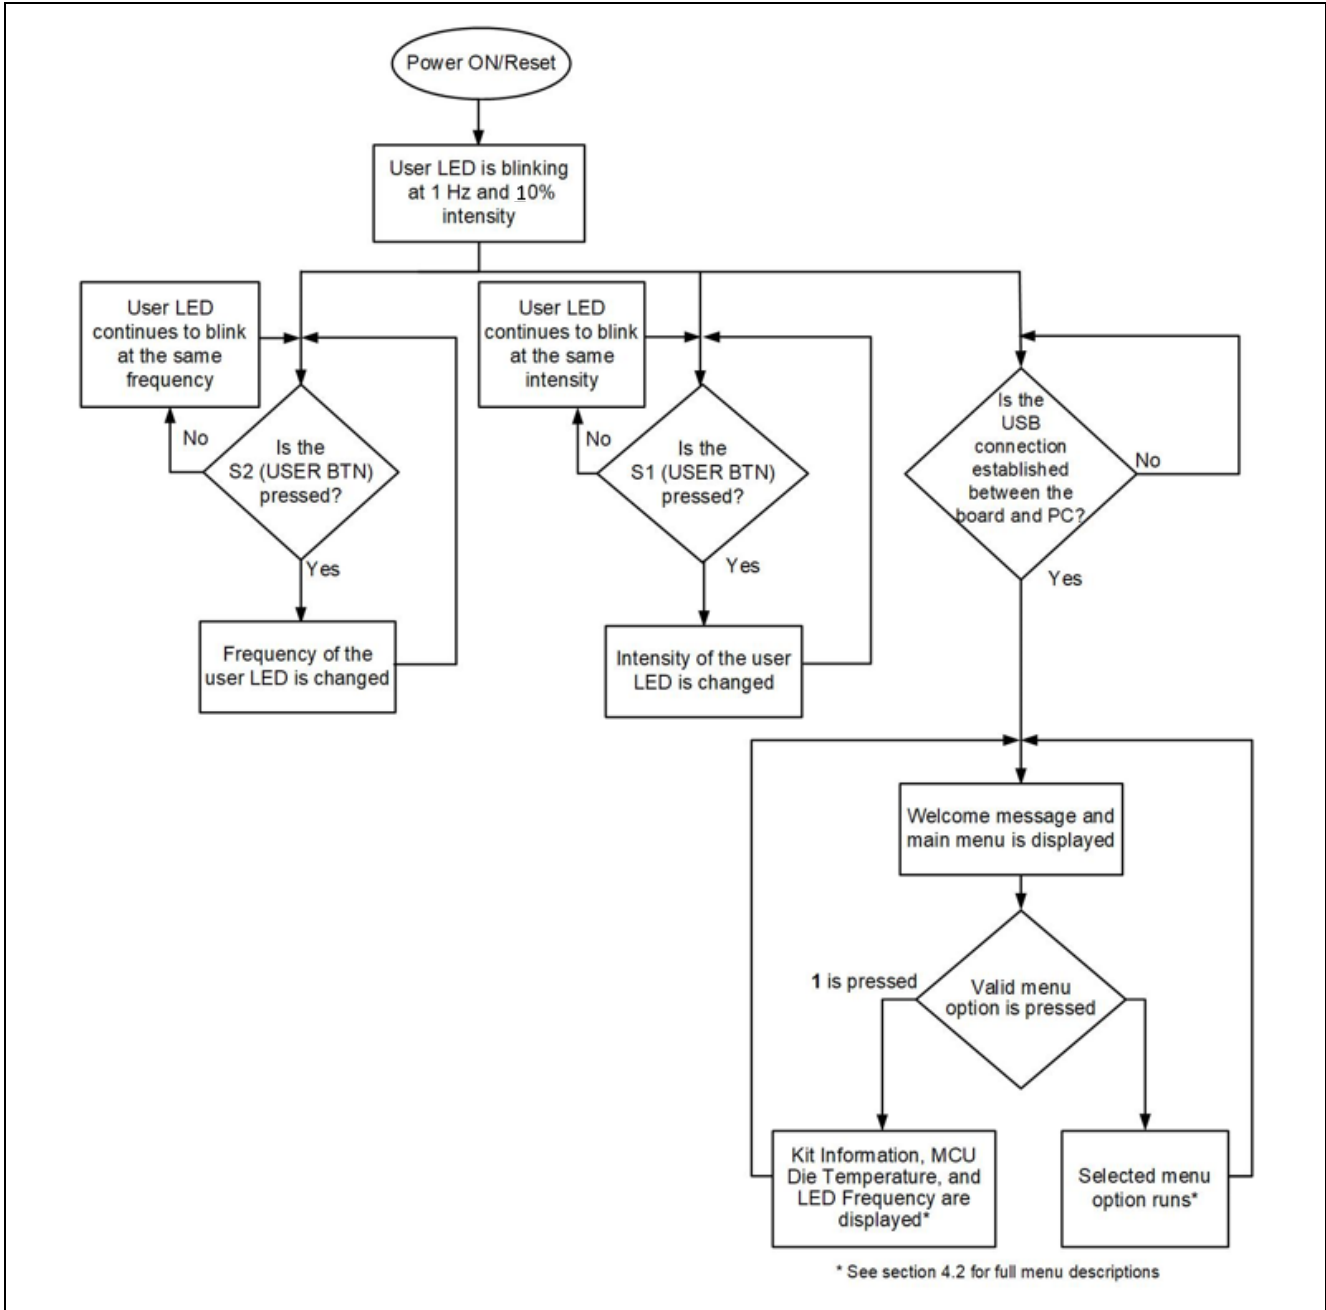 Power ON/Reset
User LED is blinking
at 1 Hz and 10%
intensity
User LED
continues to blink
at the same
frequency
No
Is the
S2 (USER BTN)
pressed?
Yes
Frequency of the
user LED is changed
User LED
continues to blink
at the same
intensity
No
Is the
S1 (USER BTN)
pressed?
Yes
Intensity of the user
LED is changed
Is the
USB
connection
established
between the
board and PC?
No
Yes
Welcome message and
main menu is displayed
1 is pressed
Valid menu
option is pressed
Kit Information, MCU
Die Temperature, and
LED Frequency are
displayed*
Selected menu
option runs*
* See section 4.2 for full menu descriptions